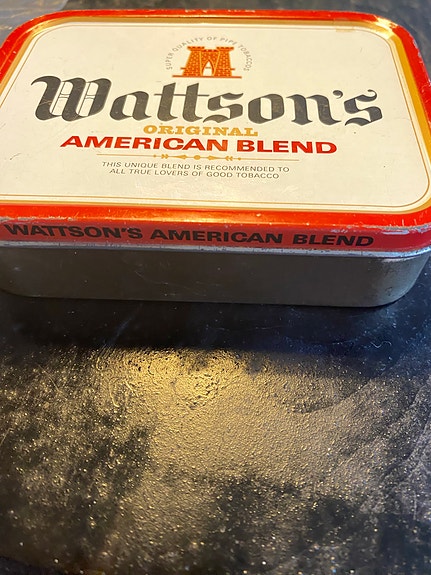 SUPER QUALITY OF PIPE TOBACCOS
Wattson's
ORIGINAL
AMERICAN BLEND
THIS UNIQUE BLEND IS RECOMMENDED TO
ALL TRUE LOVERS OF GOOD TOBACCO
WATTSON'S AMERICAN BLEND